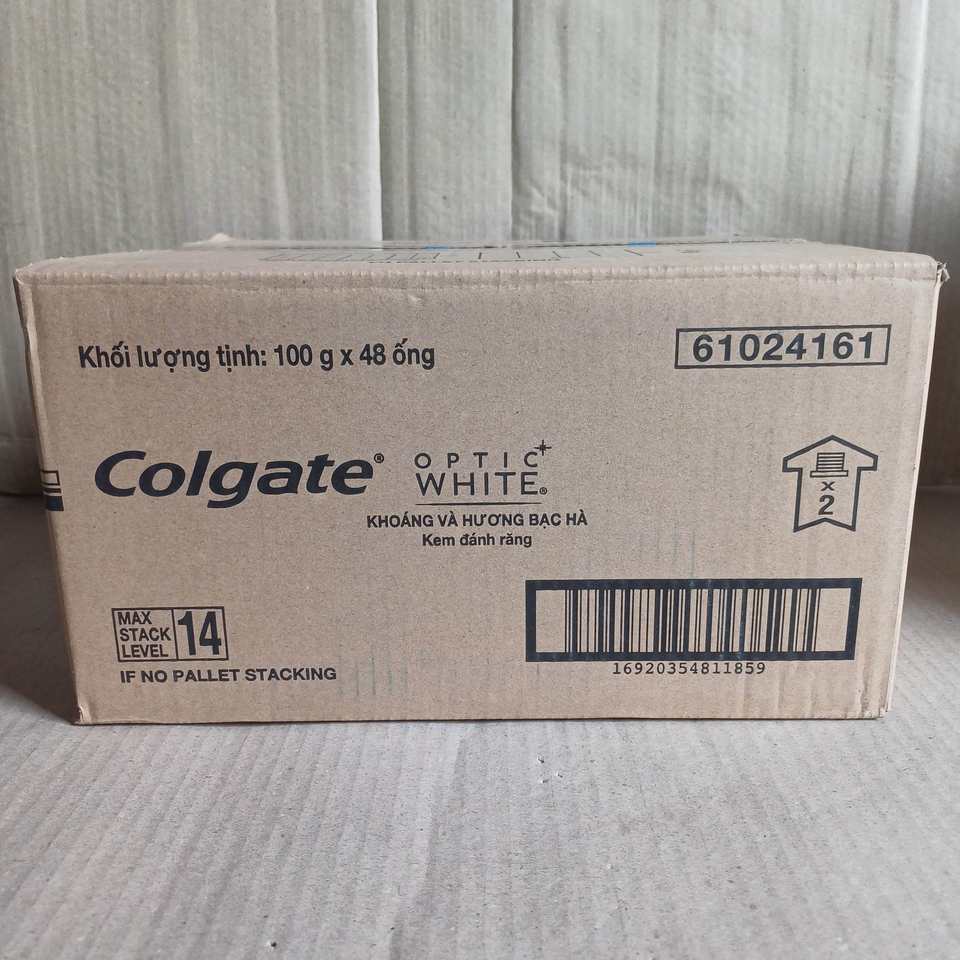 Khối lượng tịnh: 100 g x 48 ống
61024161
Colgate®
OPTIC
WHITE®
KHOÁNG VÀ HƯƠNG BẠC HÀ
Kem đánh răng
x
2
MAX
STACK
LEVEL
14
IF NO PALLET STACKING
16920354811859